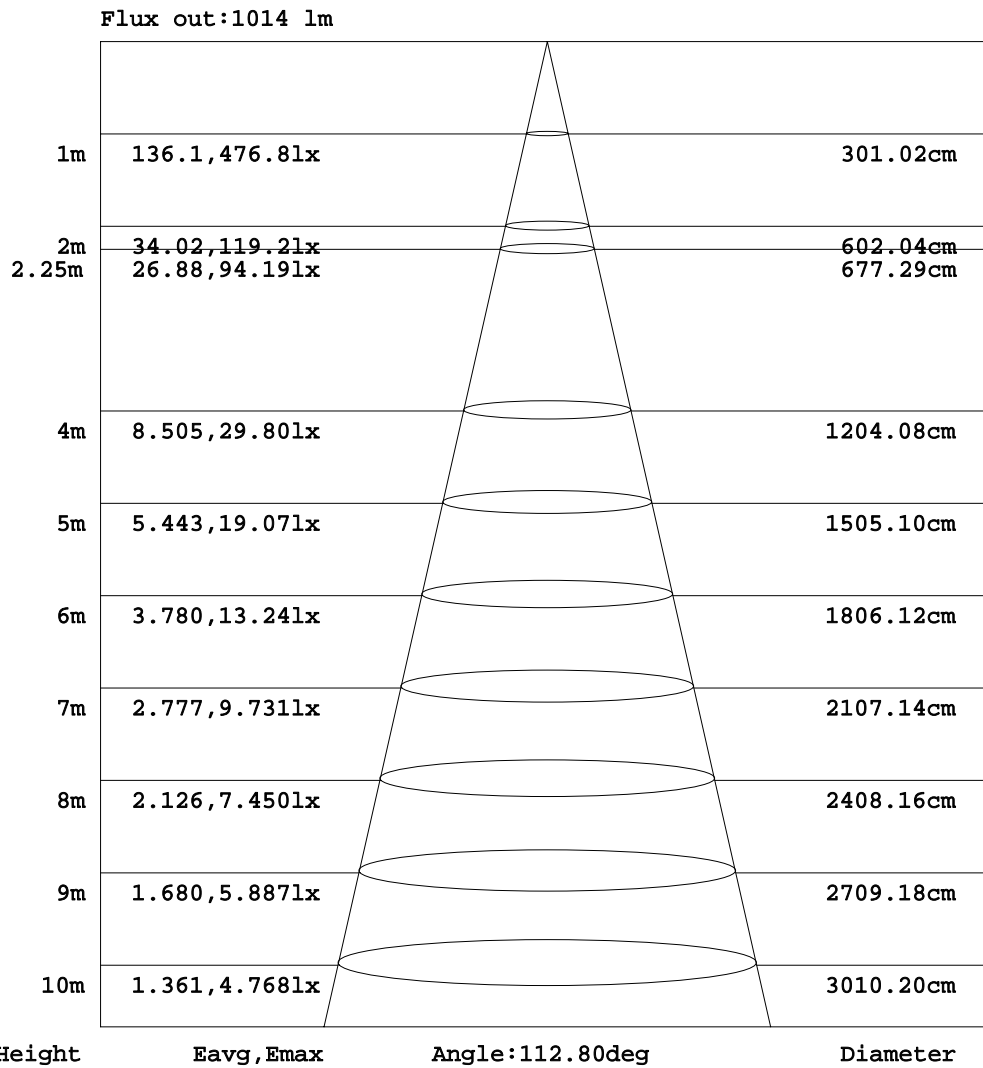 Flux out:1014 lm
1m 136.1,476.8lx 301.02cm
2m 34.02,119.2lx 602.04cm
2.25m 26.88,94.19lx 677.29cm
4m 8.505,29.80lx 1204.08cm
5m 5.443,19.07lx 1505.10cm
6m 3.780,13.24lx 1806.12cm
7m 2.777,9.731lx 2107.14cm
8m 2.126,7.450lx 2408.16cm
9m 1.680,5.887lx 2709.18cm
10m 1.361,4.768lx 3010.20cm
Height Eavg,Emax Angle:112.80deg Diameter